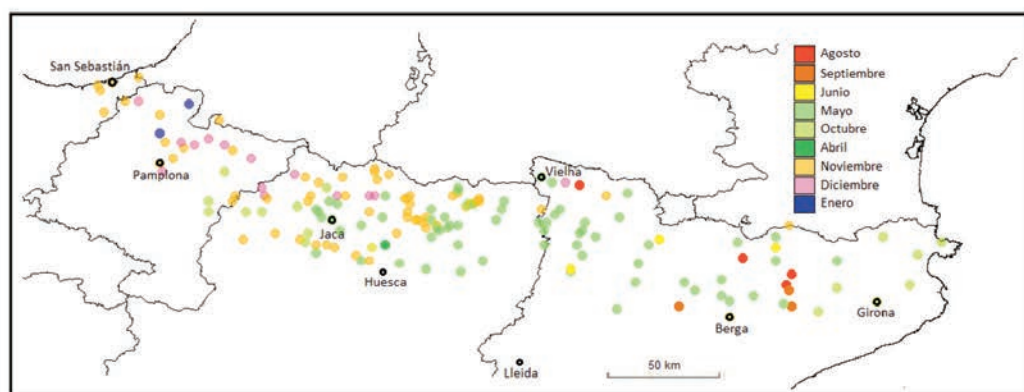 San Sebastián
Pamplona
Jaca
Huesca
Vielha
Lleida
Berga
Girona
50 km
Agosto
Septiembre
Junio
Mayo
Octubre
Abril
Noviembre
Diciembre
Enero